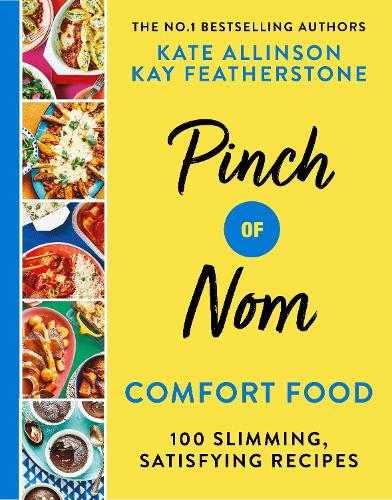 THE NO.1 BESTSELLING AUTHORS
KATE ALLINSON
KAY FEATHERSTONE
Pinch
OF
Nom
COMFORT FOOD
100 SLIMMING,
SATISFYING RECIPES